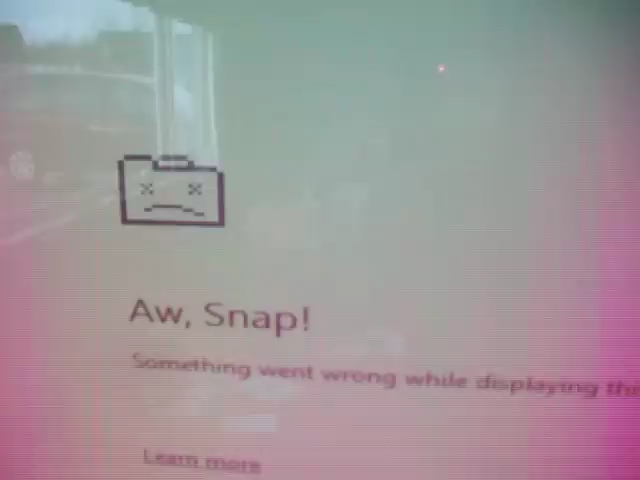 Aw, Snap!
Something went wrong while displaying
Learn more